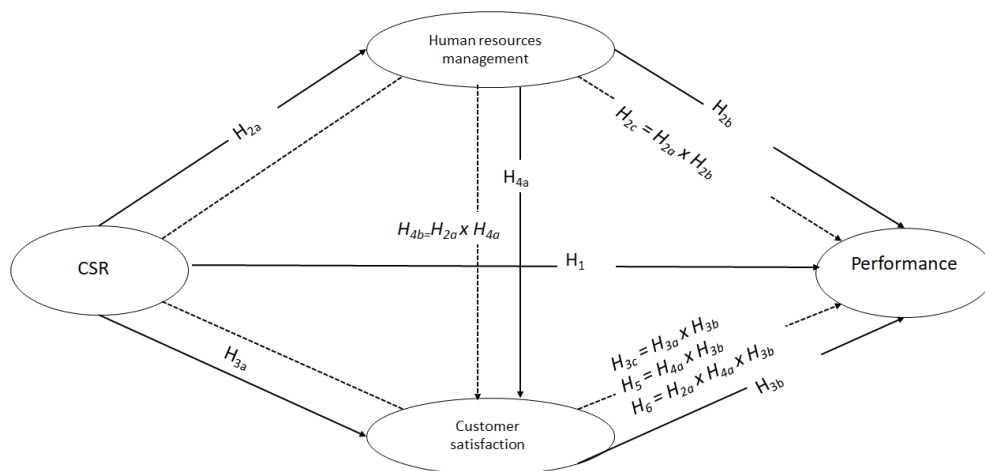 Human resources
management
H2a
H2b
H2c = H2a x H2b
H4a
H4b=H2a x H4a
CSR
H1
Performance
H3a
H3c = H3a x H3b
H5 = H4a x H3b
H6 = H2a x H4a x H3b
H3b
Customer
satisfaction